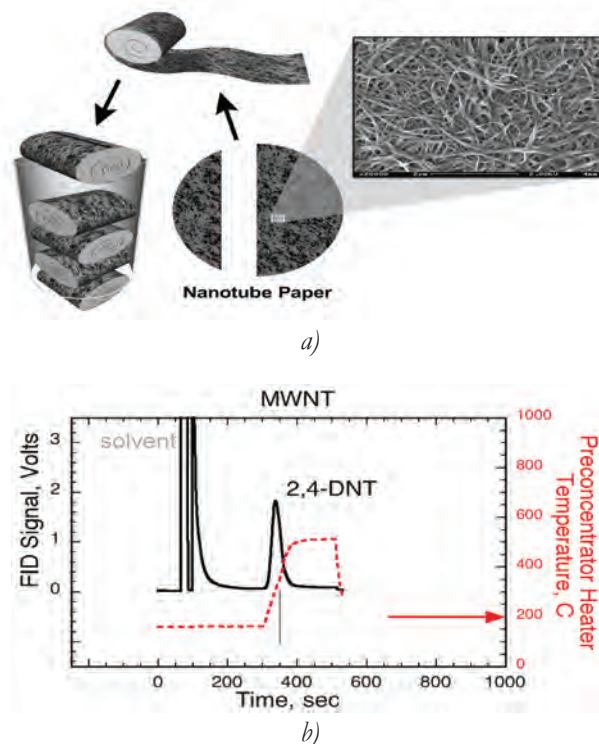 Nanotube Paper
a)
MWNT
solvent
2,4-DNT
FID Signal, Volts
3
2
1
0
1000
800
600
400
200
0
Preconcentrator Heater
Temperature, C
0 200 400 600 800 1000
Time, sec
b)